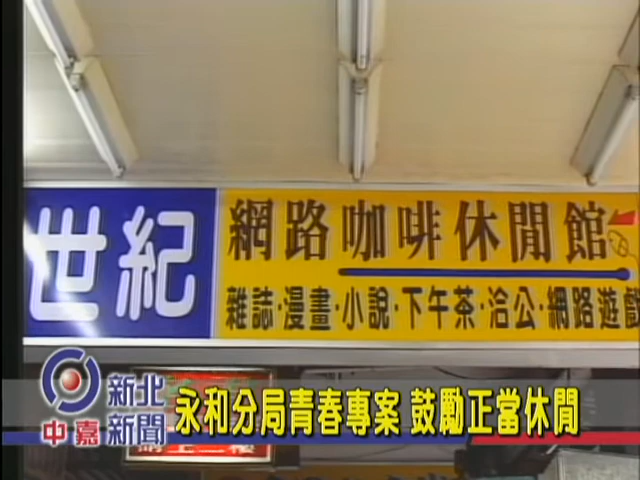 世紀
網路咖啡休閒館
雜誌·漫畫·小說·下午茶·洽公·網路遊戲
新北
中嘉 新聞
永和分局青春專案 鼓勵正當休閒